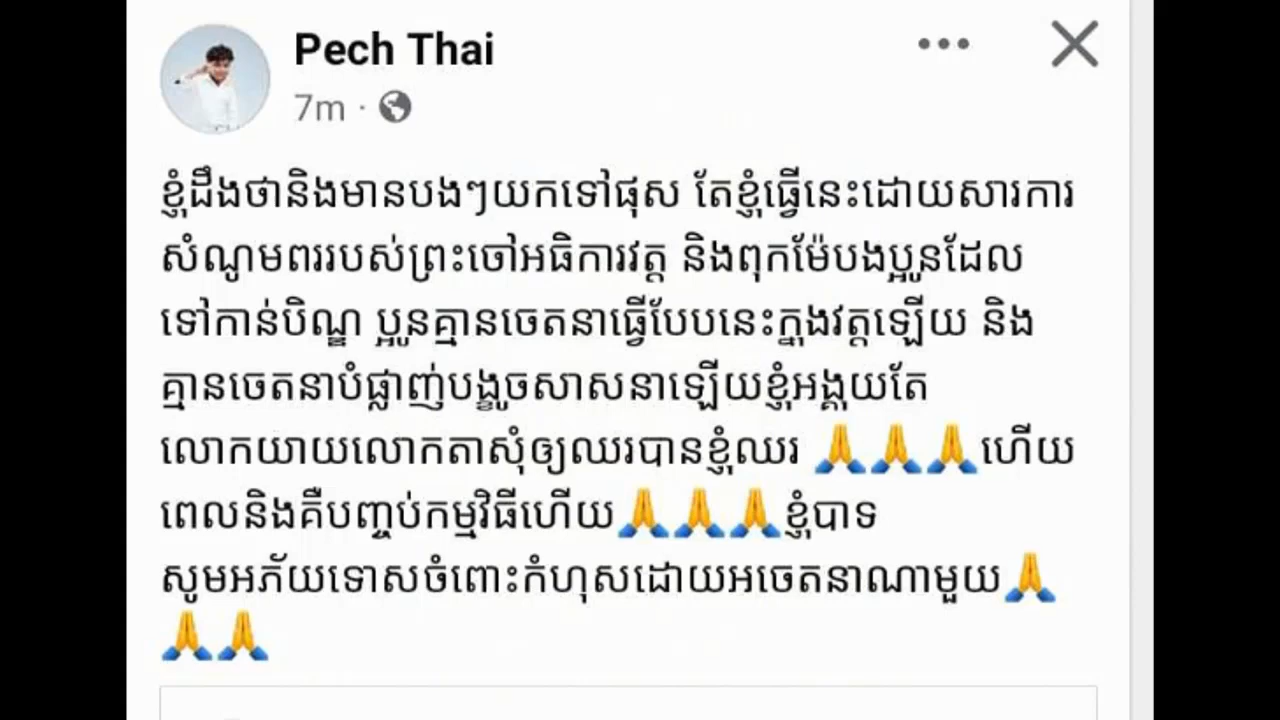 Pech Thai
7m ·
ខ្ញុំដឹងថានិងមានបងៗយកទៅផុស តែខ្ញុំធ្វើនេះដោយសារការ
សំណូមពររបស់ព្រះចៅអធិការវត្ត និងពុកម៉ែបងប្អូនដែល
ទៅកាន់បិណ្ឌ ប្អូនគ្មានចេតនាធ្វើបែបនេះក្នុងវត្តឡើយ និង
គ្មានចេតនាបំផ្លាញ់បង្ខូចសាសនាឡើយខ្ញុំអង្គុយតែ
លោកយាយលោកតាសុំឲ្យឈរបានខ្ញុំឈរ 🙏🙏🙏ហើយ
ពេលនិងគឺបញ្ចប់កម្មវិធីហើយ🙏🙏🙏ខ្ញុំបាទ
សូមអភ័យទោសចំពោះកំហុសដោយអចេតនាណាមួយ🙏
🙏🙏